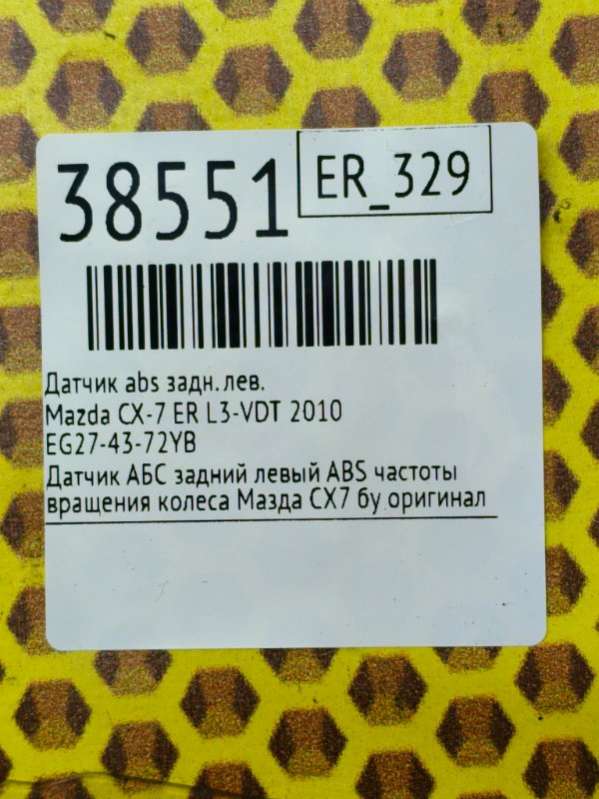 38551
ER_329
Датчик abs задн.лев.
Mazda CX-7 ER L3-VDT 2010
EG27-43-72YB
Датчик АБС задний левый ABS частоты
вращения колеса Мазда СХ7 бу оригинал